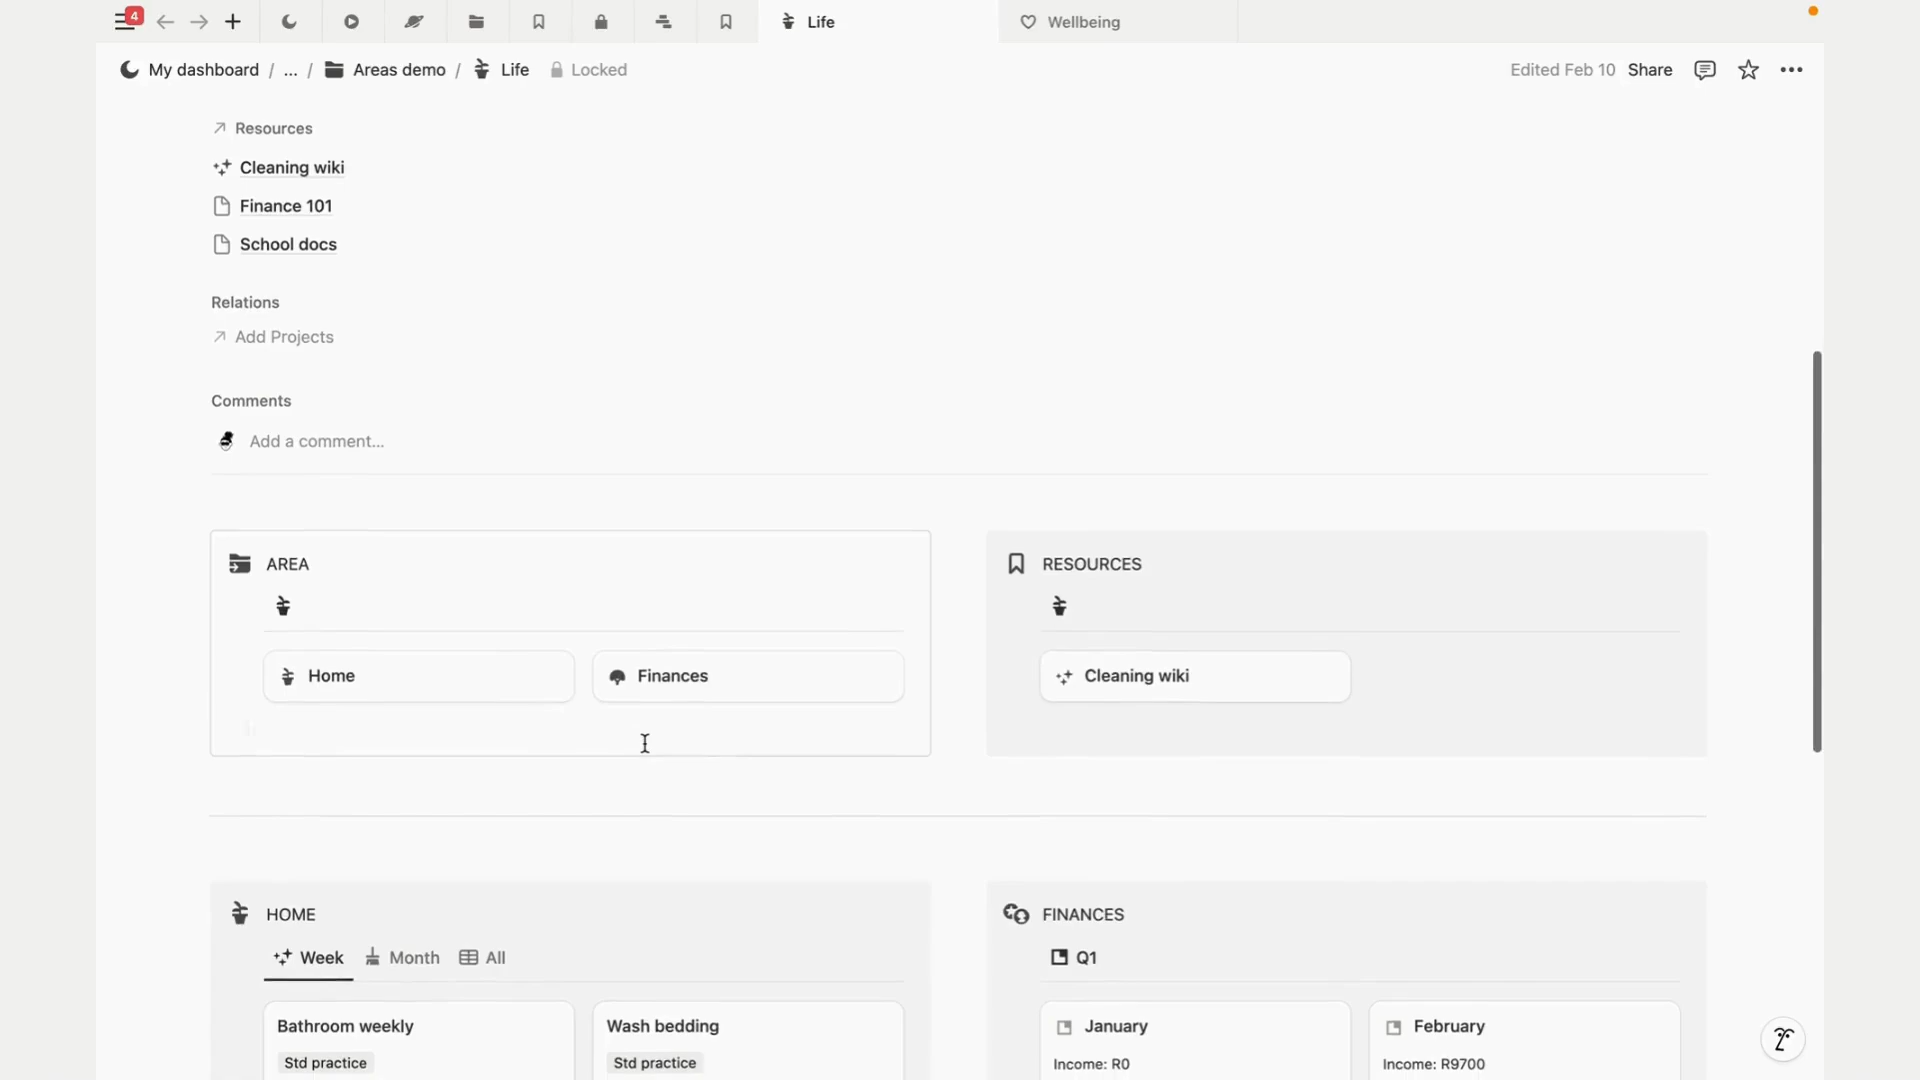 4
Life
Wellbeing
My dashboard / ... / Areas demo / Life Locked
Edited Feb 10 Share
Resources
Cleaning wiki
Finance 101
School docs
Relations
Add Projects
Comments
Add a comment...
AREA
Home
Finances
RESOURCES
Cleaning wiki
HOME
Week Month All
Bathroom weekly
Std practice
Wash bedding
Std practice
FINANCES
Q1
January
Income: R0
February
Income: R9700